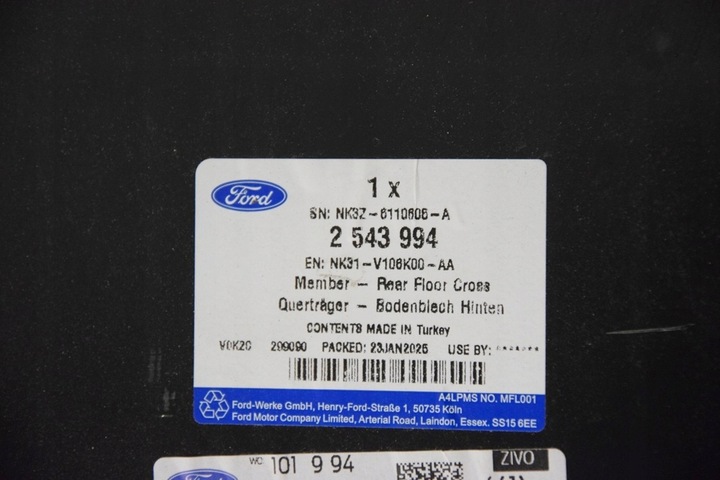 Ford
1 x
SN: NK3Z-6110608-A
2 543 994
EN: NK31-V106K00-AA
Member - Rear Floor Cross
Querträger - Bodenblech Hinten
CONTENTS MADE IN Turkey
V0K2C 299090 PACKED: 23JAN2025 USE BY:
A4LPMS NO. MFL001
Ford-Werke GmbH, Henry-Ford-Straße 1, 50735 Köln
Ford Motor Company Limited, Arterial Road, Laindon, Essex. SS15 6EE
Ford
WC 101 9 94
ZIVO